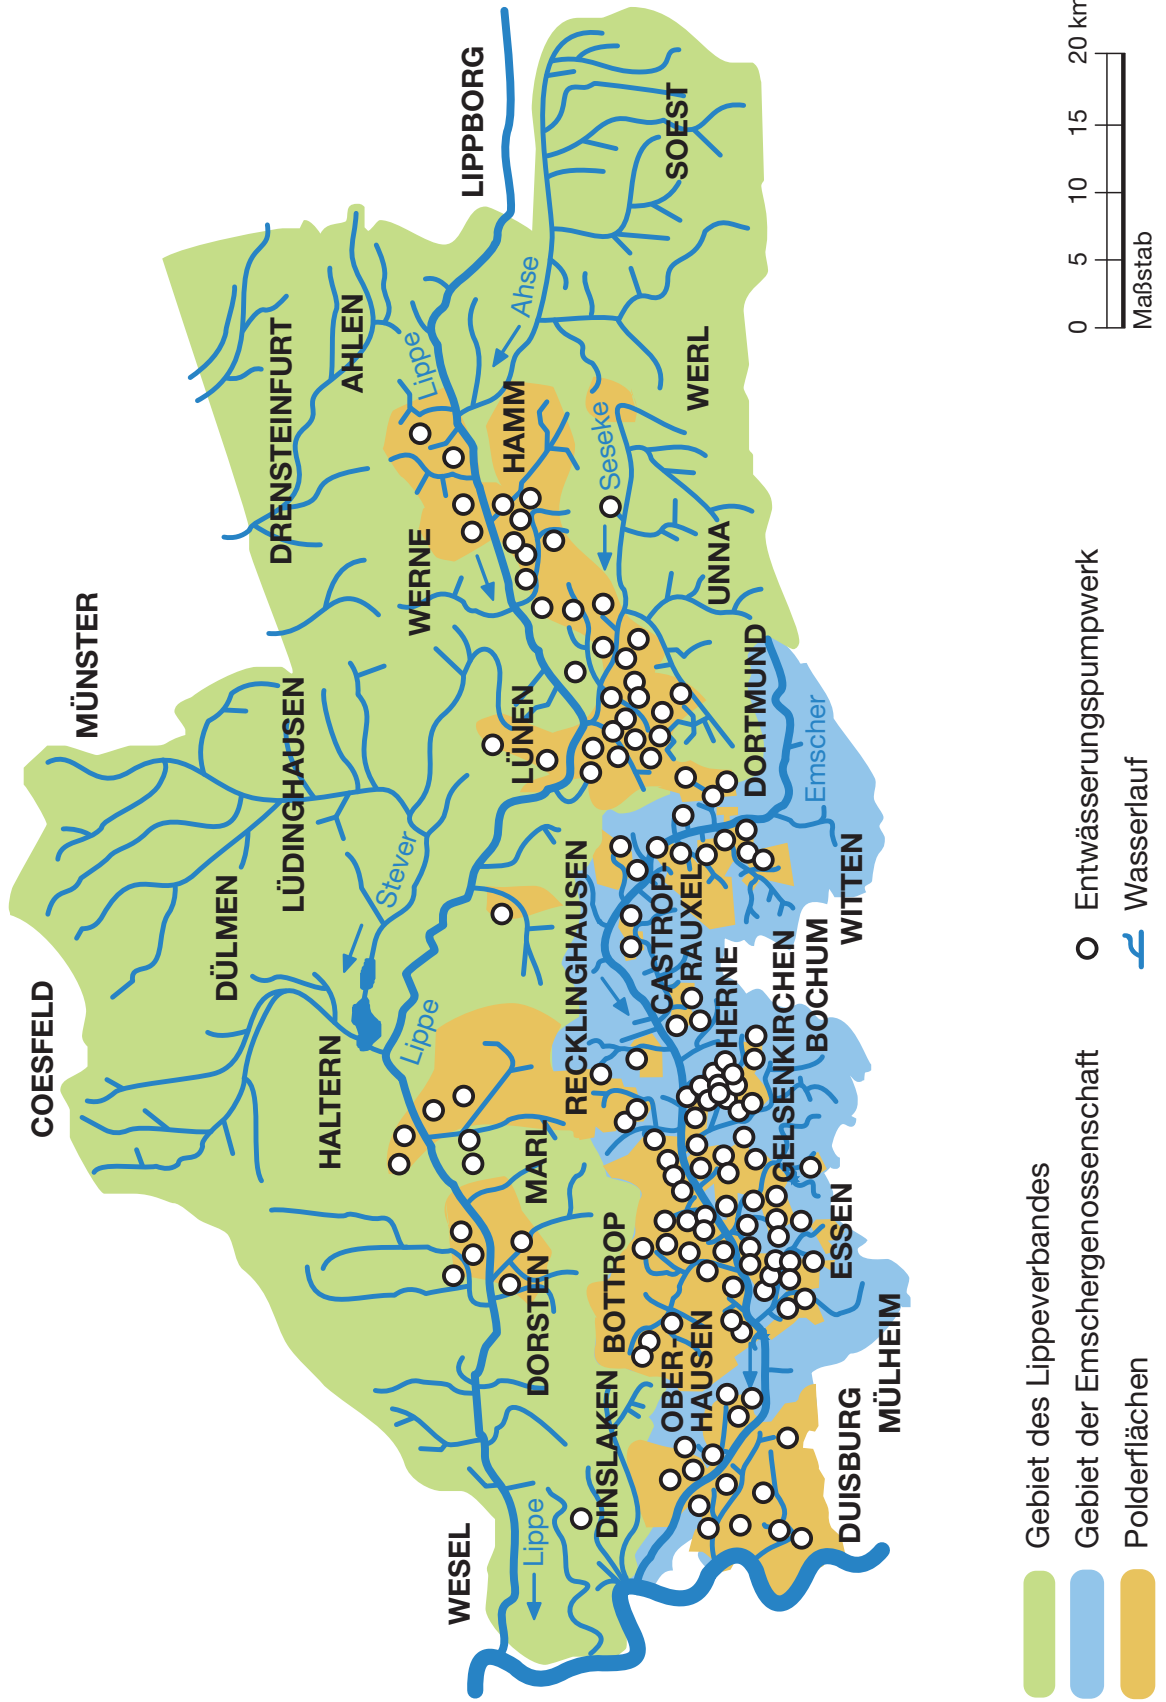 COESFELD
MÜNSTER
DÜLMEN
LÜDINGHAUSEN
DRENSTEINFURT
AHLEN
LIPPBORG
HALTERN
Stever
WERNE
Lippe
Ahse
SOEST
WESEL
Lippe
Lippe
LÜNEN
HAMM
Seseke
WERL
DORSTEN
MARL
RECKLINGHAUSEN
UNNA
DINSLAKEN
BOTTROP
CASTROP-
RAUXEL
DORTMUND
OBER-
HAUSEN
HERNE
Emscher
GELSENKIRCHEN
BOCHUM
WITTEN
DUISBURG
ESSEN
MÜLHEIM
Gebiet des Lippeverbandes
Gebiet der Emschergenossenschaft
Polderflächen
Entwässerungspumpwerk
Wasserlauf
0 5 10 15 20 km
Maßstab